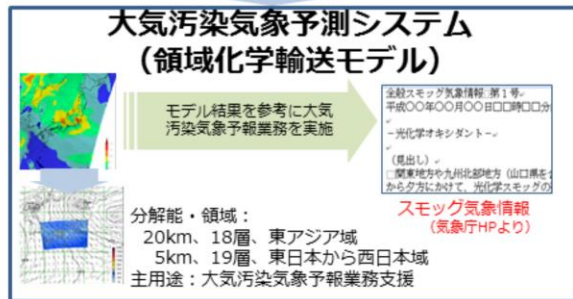 大気汚染気象予測システム
（領域化学輸送モデル）
モデル結果を参考に大気
汚染気象予報業務を実施
全般スモッグ気象情報 第１号
平成〇〇年〇〇月〇〇日□□時□□分
－光化学オキシダント－
（見出し）
□関東地方や九州北部地方（山口県を
から夕方にかけて、光化学スモッグの
スモッグ気象情報
（気象庁HPより）
分解能・領域：
20km、18層、東アジア域
5km、19層、東日本から西日本域
主用途：大気汚染気象予報業務支援